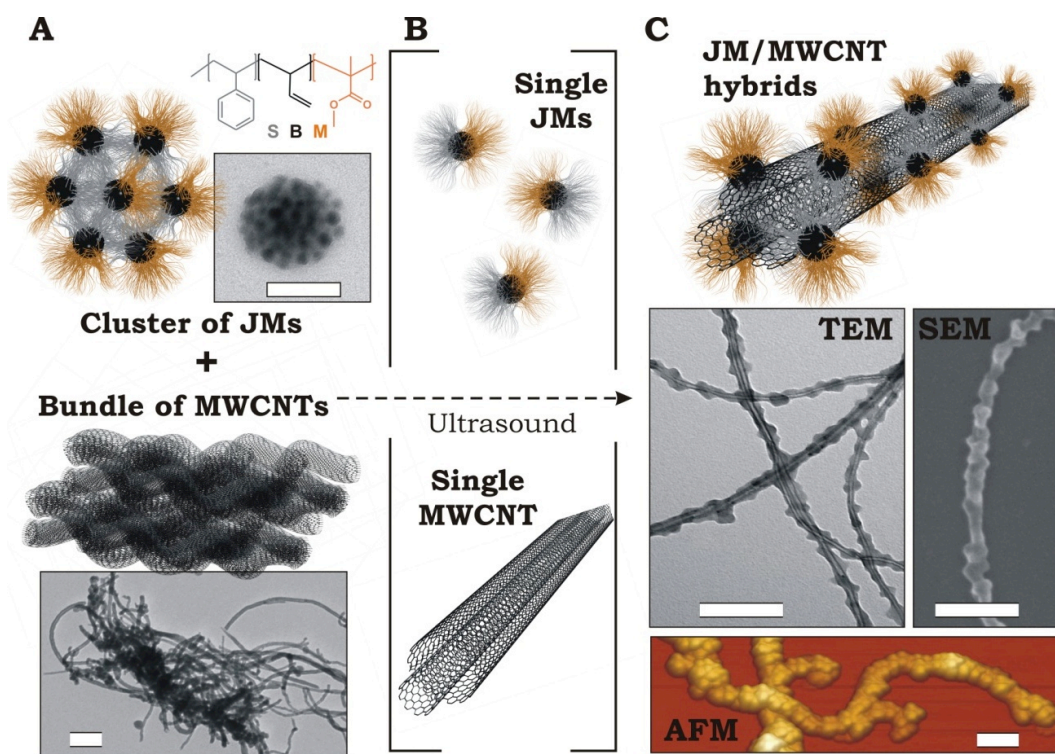 A
S B M
O
O
Cluster of JMs
+
Bundle of MWCNTs
B
Single
JMs
Ultrasound
Single
MWCNT
C
JM/MWCNT
hybrids
TEM
SEM
AFM